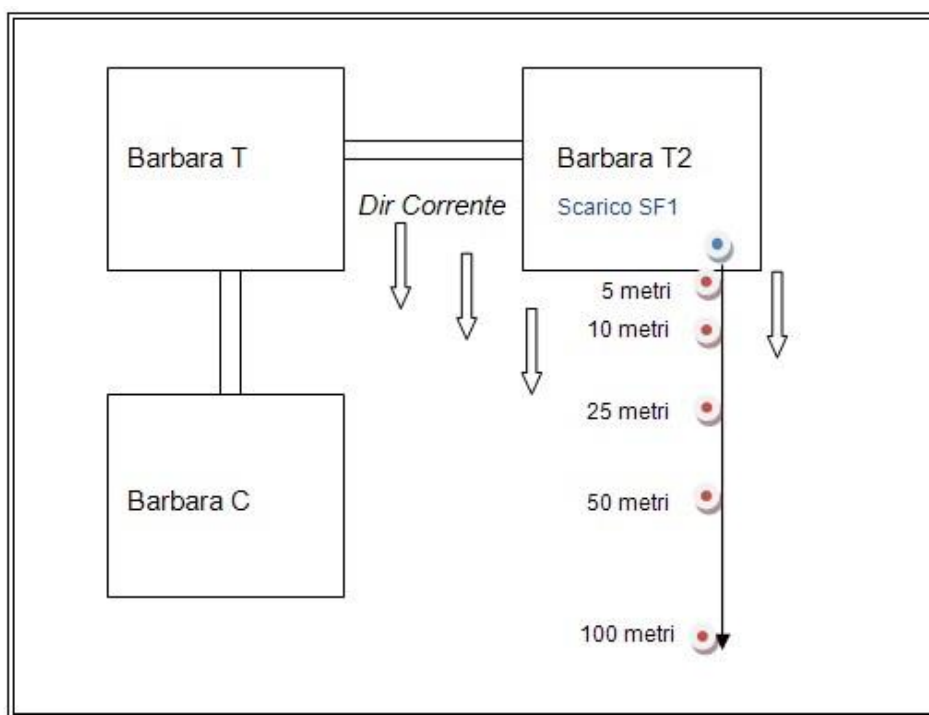 Barbara T
Barbara T2
Scarico SF1
Dir Corrente
5 metri
10 metri
25 metri
50 metri
Barbara C
100 metri